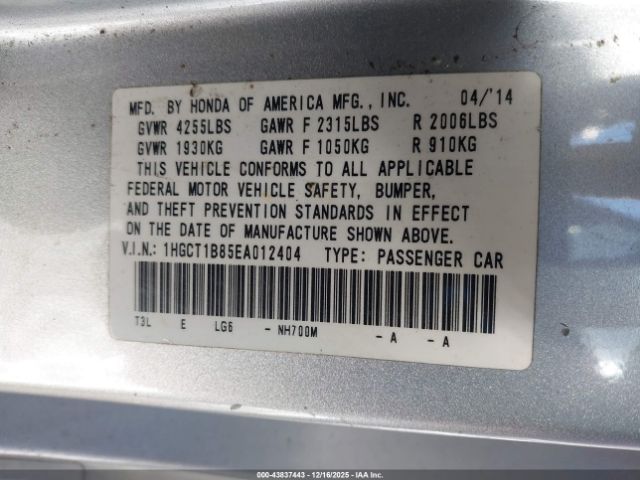 MFD. BY HONDA OF AMERICA MFG., INC. 04/'14
GVWR 4255LBS GAWR F 2315LBS R 2006LBS
GVWR 1930KG GAWR F 1050KG R 910KG
THIS VEHICLE CONFORMS TO ALL APPLICABLE
FEDERAL MOTOR VEHICLE SAFETY, BUMPER,
AND THEFT PREVENTION STANDARDS IN EFFECT
ON THE DATE OF MANUFACTURE SHOWN ABOVE.
V.I.N.: 1HGCT1B85EA012404 TYPE: PASSENGER CAR
T3L E LG6 - NH700M - A - A
000-43837443 - 12/16/2025 - IAA Inc.